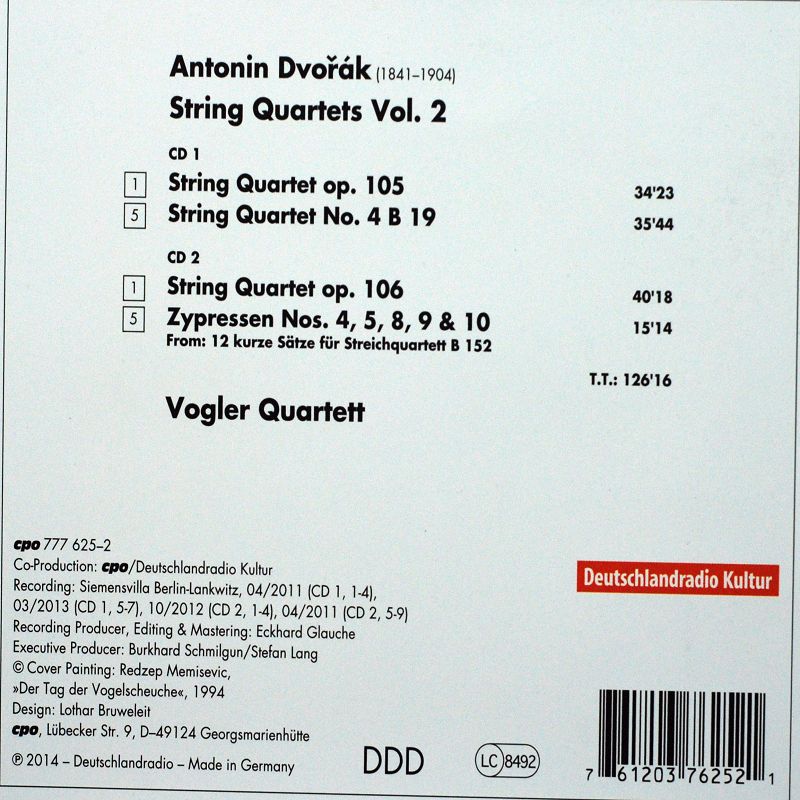 Antonin Dvořák (1841–1904)
String Quartets Vol. 2
CD 1
1 String Quartet op. 105 34'23
5 String Quartet No. 4 B 19 35'44
CD 2
1 String Quartet op. 106 40'18
5 Zypressen Nos. 4, 5, 8, 9 & 10 15'14
From: 12 kurze Sätze für Streichquartett B 152
T.T.: 126'16
Vogler Quartett
cpo 777 625–2
Co-Production: cpo/Deutschlandradio Kultur
Recording: Siemensvilla Berlin-Lankwitz, 04/2011 (CD 1, 1-4),
03/2013 (CD 1, 5-7), 10/2012 (CD 2, 1-4), 04/2011 (CD 2, 5-9)
Recording Producer, Editing & Mastering: Eckhard Glauche
Executive Producer: Burkhard Schmilgun/Stefan Lang
© Cover Painting: Redzep Memisevic,
»Der Tag der Vogelscheuche«, 1994
Design: Lothar Bruweleit
cpo, Lübecker Str. 9, D–49124 Georgsmarienhütte
℗ 2014 – Deutschlandradio – Made in Germany
Deutschlandradio Kultur
DDD
LC 8492
7 61203 76252 1